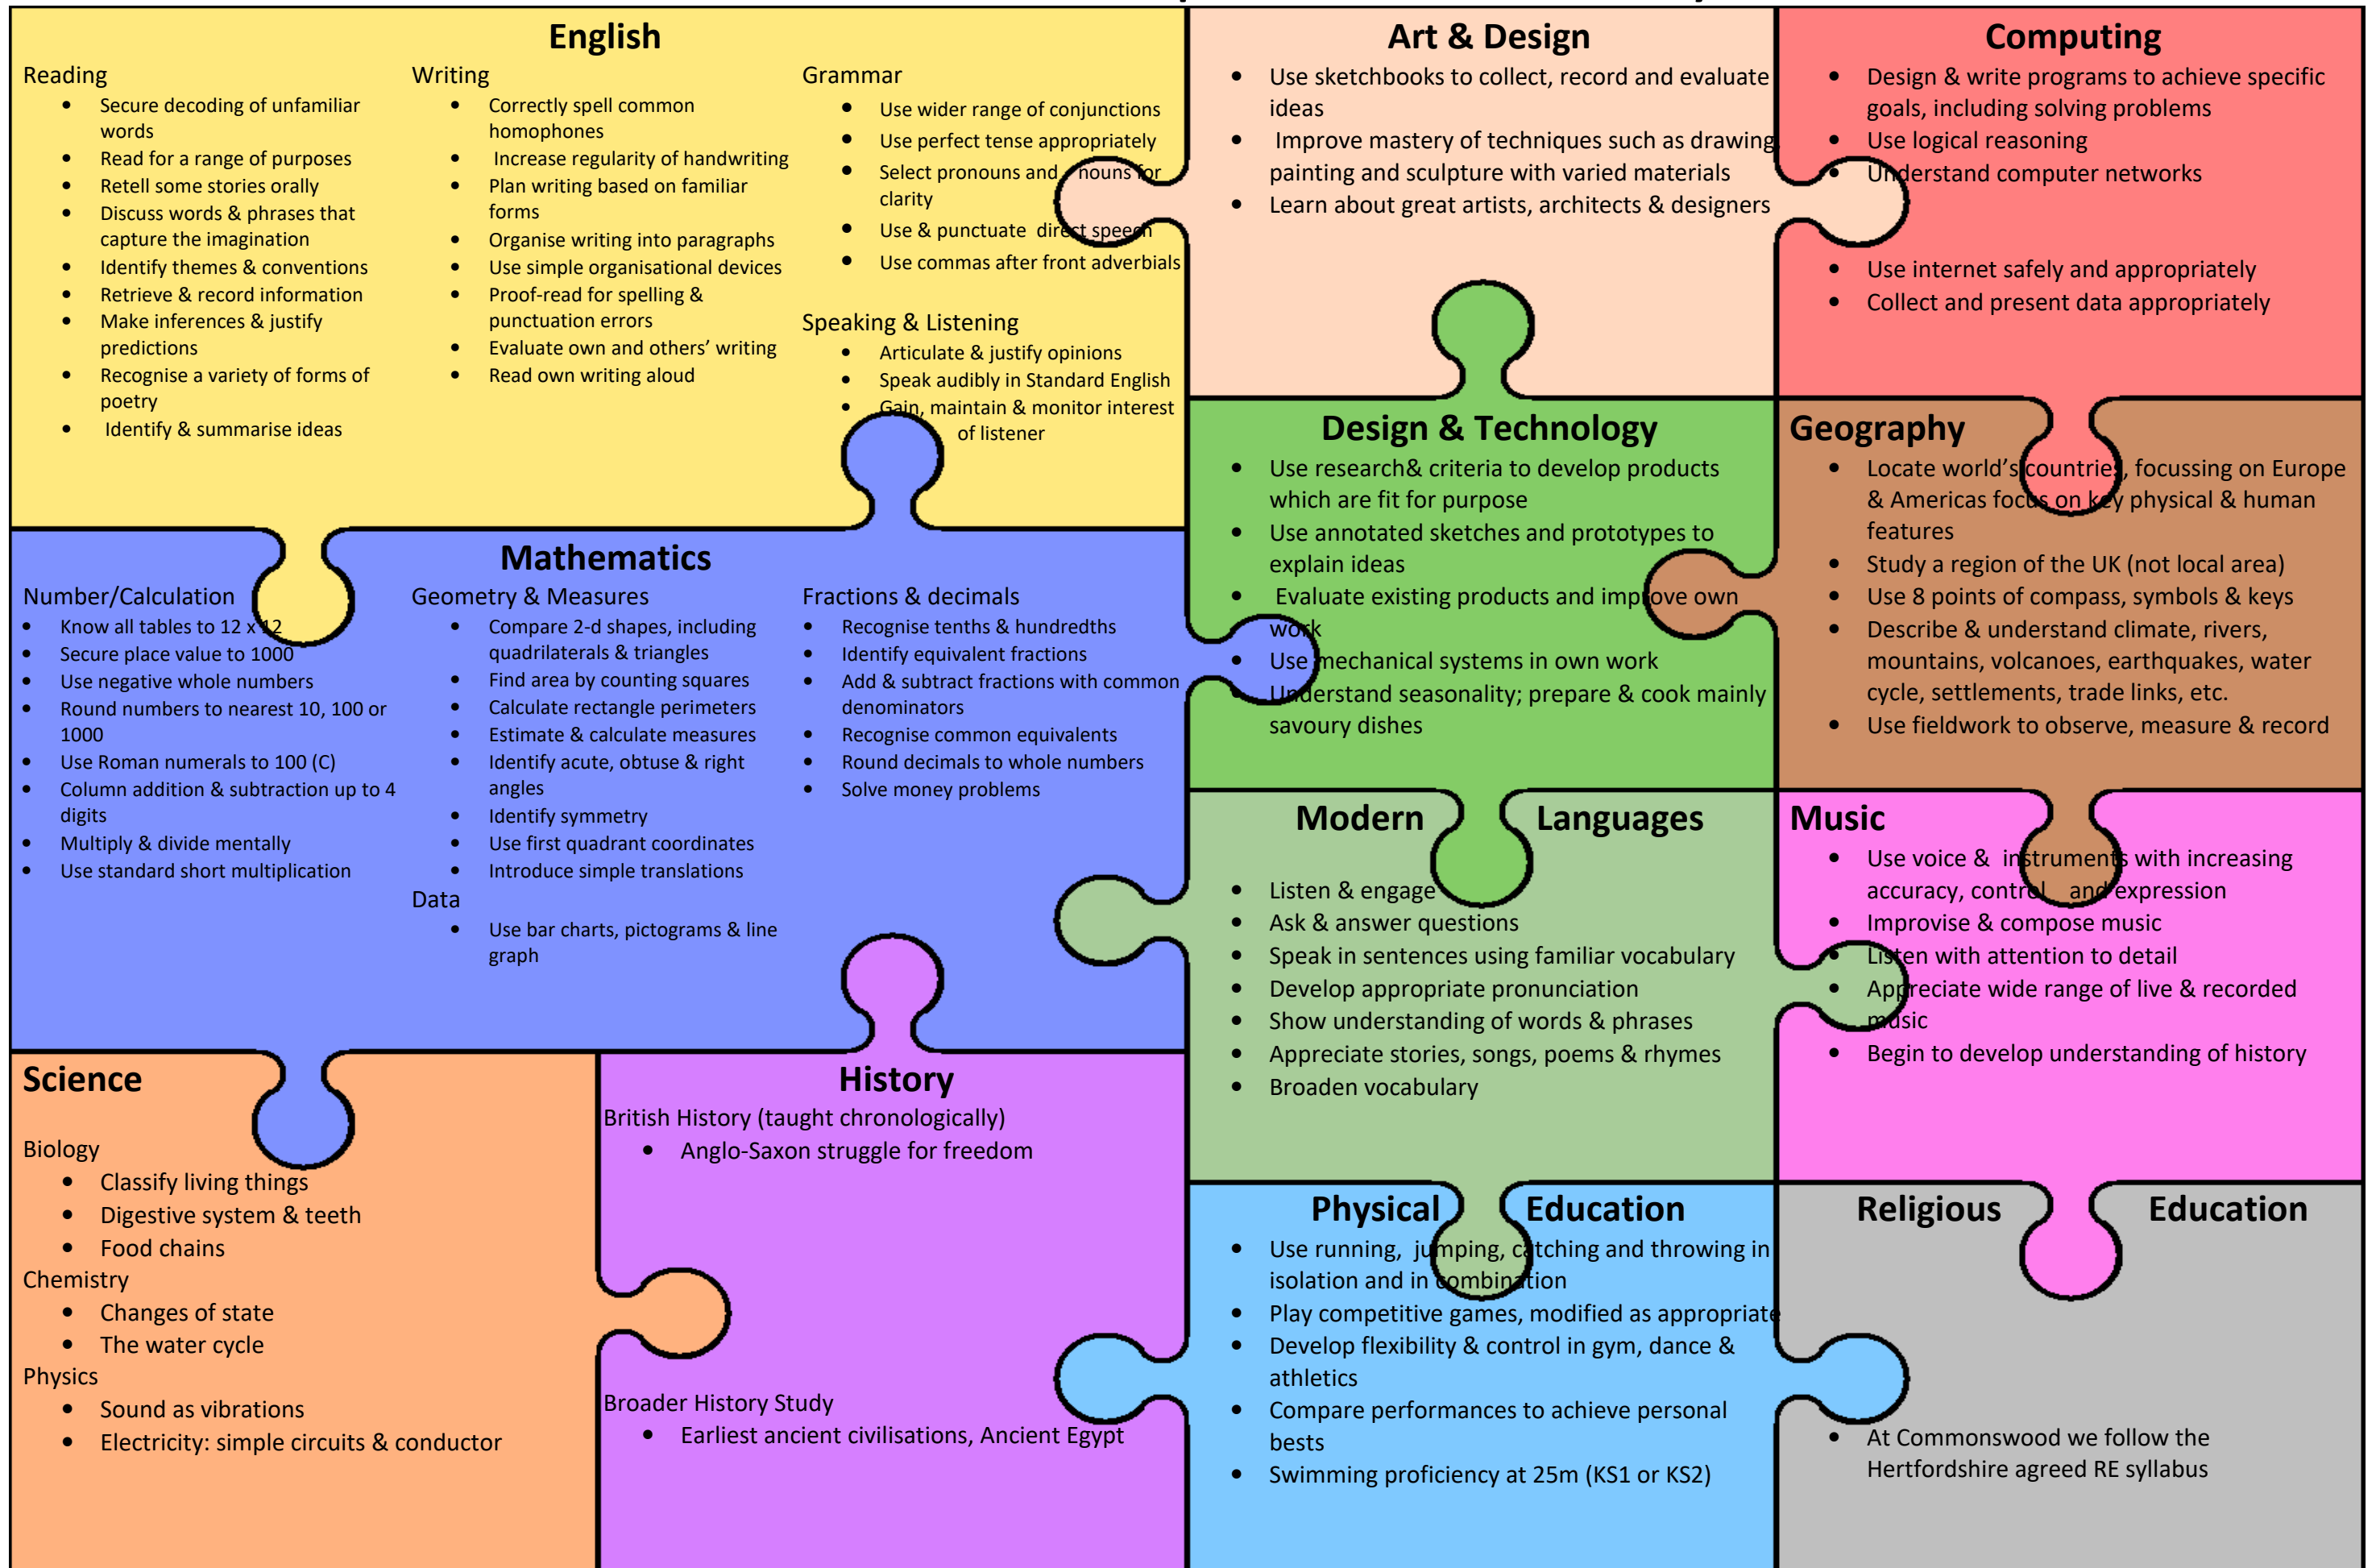 English
Reading
• Secure decoding of unfamiliar
words
• Read for a range of purposes
• Retell some stories orally
• Discuss words & phrases that
capture the imagination
• Identify themes & conventions
• Retrieve & record information
• Make inferences & justify
predictions
• Recognise a variety of forms of
poetry
• Identify & summarise ideas
Writing
• Correctly spell common
homophones
• Increase regularity of handwriting
• Plan writing based on familiar
forms
• Organise writing into paragraphs
• Use simple organisational devices
• Proof-read for spelling &
punctuation errors
• Evaluate own and others’ writing
• Read own writing aloud
Grammar
• Use wider range of conjunctions
• Use perfect tense appropriately
• Select pronouns and nouns for
clarity
• Use & punctuate direct speech
• Use commas after front adverbials
Speaking & Listening
• Articulate & justify opinions
• Speak audibly in Standard English
• Gain, maintain & monitor interest
of listener
Art & Design
• Use sketchbooks to collect, record and evaluate
ideas
• Improve mastery of techniques such as drawing,
painting and sculpture with varied materials
• Learn about great artists, architects & designers
Computing
• Design & write programs to achieve specific
goals, including solving problems
• Use logical reasoning
• Understand computer networks
• Use internet safely and appropriately
• Collect and present data appropriately
Design & Technology
• Use research& criteria to develop products
which are fit for purpose
• Use annotated sketches and prototypes to
explain ideas
• Evaluate existing products and improve own
work
• Use mechanical systems in own work
• Understand seasonality; prepare & cook mainly
savoury dishes
Geography
• Locate world’s countries, focussing on Europe
& Americas focus on key physical & human
features
• Study a region of the UK (not local area)
• Use 8 points of compass, symbols & keys
• Describe & understand climate, rivers,
mountains, volcanoes, earthquakes, water
cycle, settlements, trade links, etc.
• Use fieldwork to observe, measure & record
Mathematics
Number/Calculation
• Know all tables to 12 x 12
• Secure place value to 1000
• Use negative whole numbers
• Round numbers to nearest 10, 100 or
1000
• Use Roman numerals to 100 (C)
• Column addition & subtraction up to 4
digits
• Multiply & divide mentally
• Use standard short multiplication
Geometry & Measures
• Compare 2-d shapes, including
quadrilaterals & triangles
• Find area by counting squares
• Calculate rectangle perimeters
• Estimate & calculate measures
• Identify acute, obtuse & right
angles
• Identify symmetry
• Use first quadrant coordinates
• Introduce simple translations
Data
• Use bar charts, pictograms & line
graph
Fractions & decimals
• Recognise tenths & hundredths
• Identify equivalent fractions
• Add & subtract fractions with common
denominators
• Recognise common equivalents
• Round decimals to whole numbers
• Solve money problems
Modern Languages
• Listen & engage
• Ask & answer questions
• Speak in sentences using familiar vocabulary
• Develop appropriate pronunciation
• Show understanding of words & phrases
• Appreciate stories, songs, poems & rhymes
• Broaden vocabulary
Music
• Use voice & instruments with increasing
accuracy, control and expression
• Improvise & compose music
• Listen with attention to detail
• Appreciate wide range of live & recorded
music
• Begin to develop understanding of history
Science
Biology
• Classify living things
• Digestive system & teeth
• Food chains
Chemistry
• Changes of state
• The water cycle
Physics
• Sound as vibrations
• Electricity: simple circuits & conductor
History
British History (taught chronologically)
• Anglo-Saxon struggle for freedom
Broader History Study
• Earliest ancient civilisations, Ancient Egypt
Physical Education
• Use running, jumping, catching and throwing in
isolation and in combination
• Play competitive games, modified as appropriate
• Develop flexibility & control in gym, dance &
athletics
• Compare performances to achieve personal
bests
• Swimming proficiency at 25m (KS1 or KS2)
Religious Education
• At Commonswood we follow the
Hertfordshire agreed RE syllabus